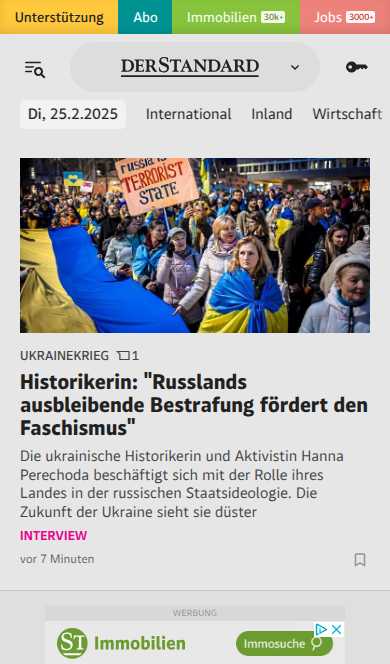 Unterstützung Abo Immobilien 30k+ Jobs 3000+
DERSTANDARD
Di, 25.2.2025 International Inland Wirtschaft
russia is
TERRORIST
STATE
UKRAINEKRIEG 1
Historikerin: "Russlands
ausbleibende Bestrafung fördert den
Faschismus"
Die ukrainische Historikerin und Aktivistin Hanna
Perechoda beschäftigt sich mit der Rolle ihres
Landes in der russischen Staatsideologie. Die
Zukunft der Ukraine sieht sie düster
INTERVIEW
vor 7 Minuten
WERBUNG
ST Immobilien Immosuche